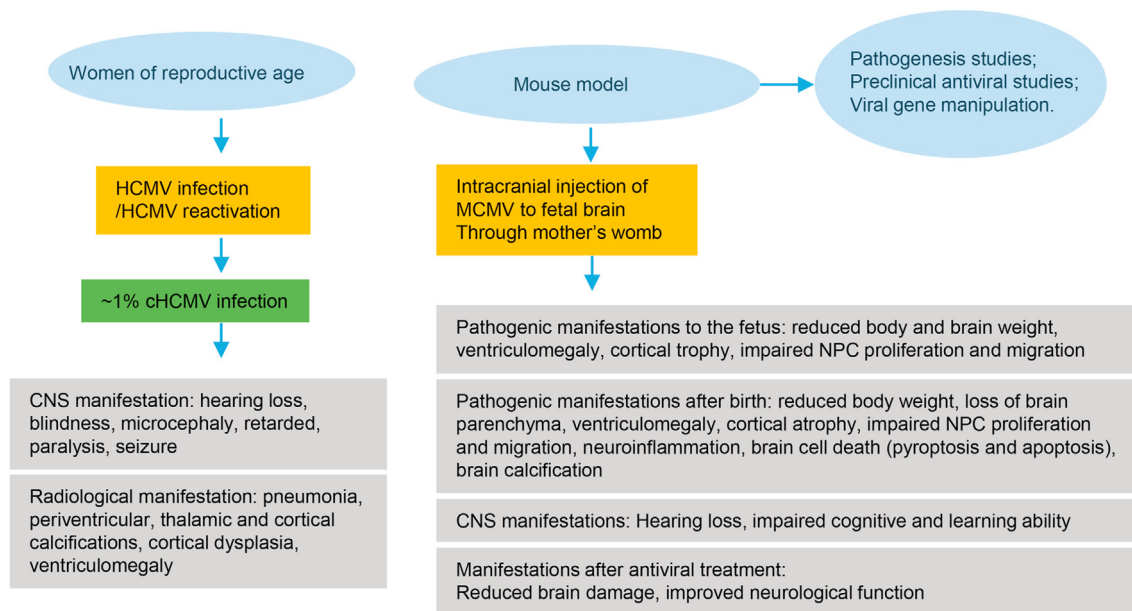 Women of reproductive age
HCMV infection
/HCMV reactivation
~1% cHCMV infection
CNS manifestation: hearing loss,
blindness, microcephaly, retarded,
paralysis, seizure
Radiological manifestation: pneumonia,
periventricular, thalamic and cortical
calcifications, cortical dysplasia,
ventriculomegaly
Mouse model
Pathogenesis studies;
Preclinical antiviral studies;
Viral gene manipulation.
Intracranial injection of
MCMV to fetal brain
Through mother's womb
Pathogenic manifestations to the fetus: reduced body and brain weight,
ventriculomegaly, cortical trophy, impaired NPC proliferation and migration
Pathogenic manifestations after birth: reduced body weight, loss of brain
parenchyma, ventriculomegaly, cortical atrophy, impaired NPC proliferation
and migration, neuroinflammation, brain cell death (pyroptosis and apoptosis),
brain calcification
CNS manifestations: Hearing loss, impaired cognitive and learning ability
Manifestations after antiviral treatment:
Reduced brain damage, improved neurological function